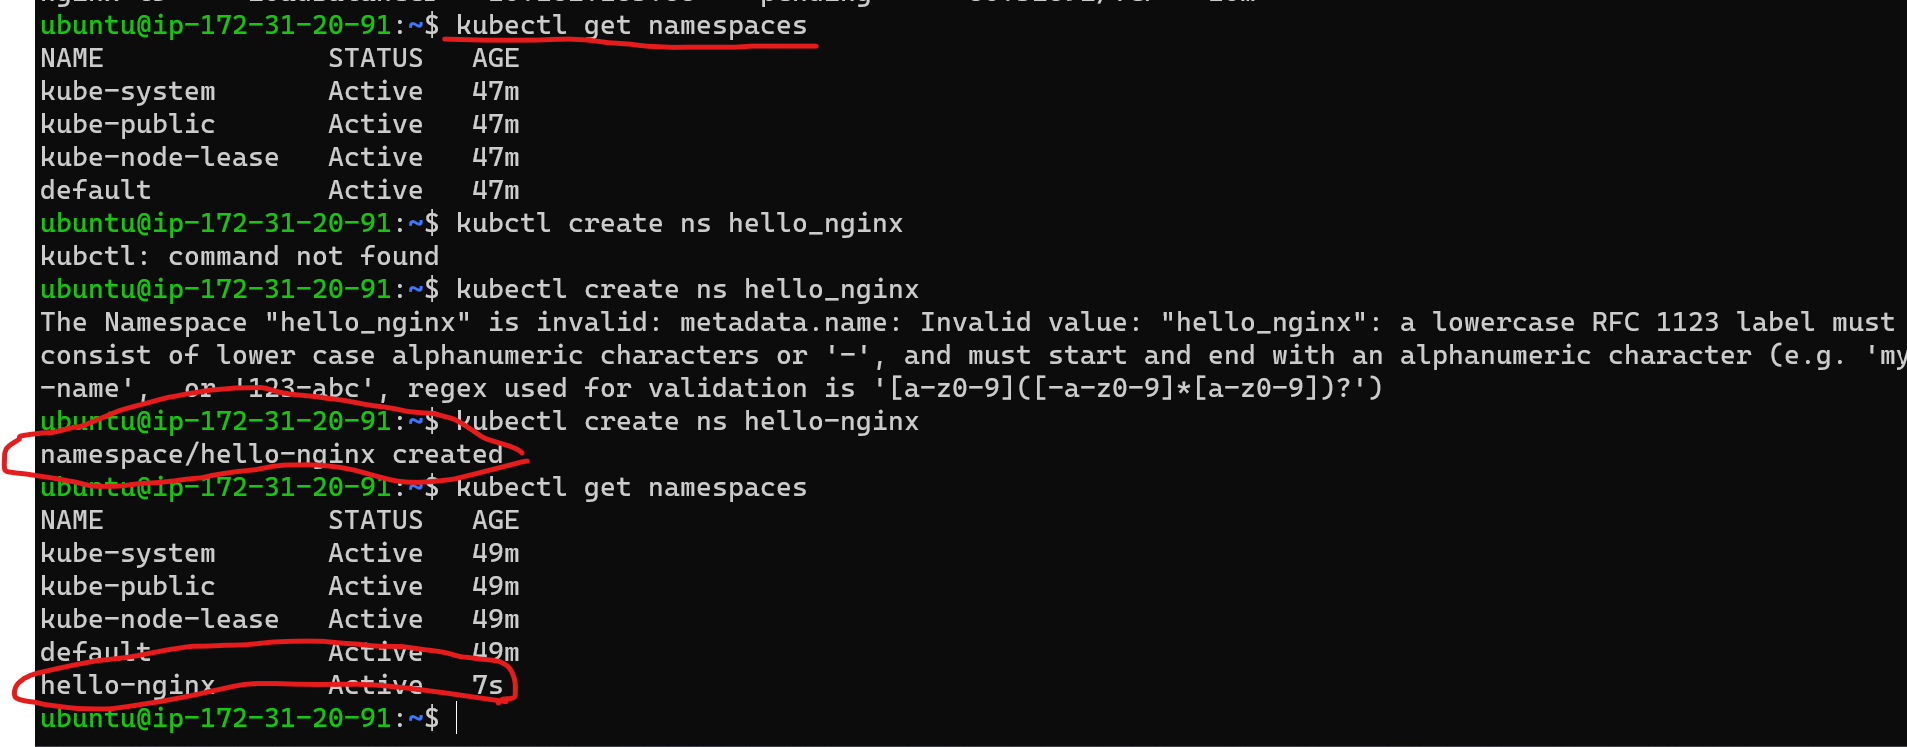 ubuntu@ip-172-31-20-91:~$ kubectl get namespaces
NAME STATUS AGE
kube-system Active 47m
kube-public Active 47m
kube-node-lease Active 47m
default Active 47m
ubuntu@ip-172-31-20-91:~$ kubctl create ns hello_nginx
kubctl: command not found
ubuntu@ip-172-31-20-91:~$ kubectl create ns hello_nginx
The Namespace "hello_nginx" is invalid: metadata.name: Invalid value: "hello_nginx": a lowercase RFC 1123 label must
consist of lower case alphanumeric characters or '-', and must start and end with an alphanumeric character (e.g. 'my
-name',  or '123-abc', regex used for validation is '[a-z0-9]([-a-z0-9]*[a-z0-9])?')
ubuntu@ip-172-31-20-91:~$ kubectl create ns hello-nginx
namespace/hello-nginx created
ubuntu@ip-172-31-20-91:~$ kubectl get namespaces
NAME STATUS AGE
kube-system Active 49m
kube-public Active 49m
kube-node-lease Active 49m
default Active 49m
hello-nginx Active 7s
ubuntu@ip-172-31-20-91:~$